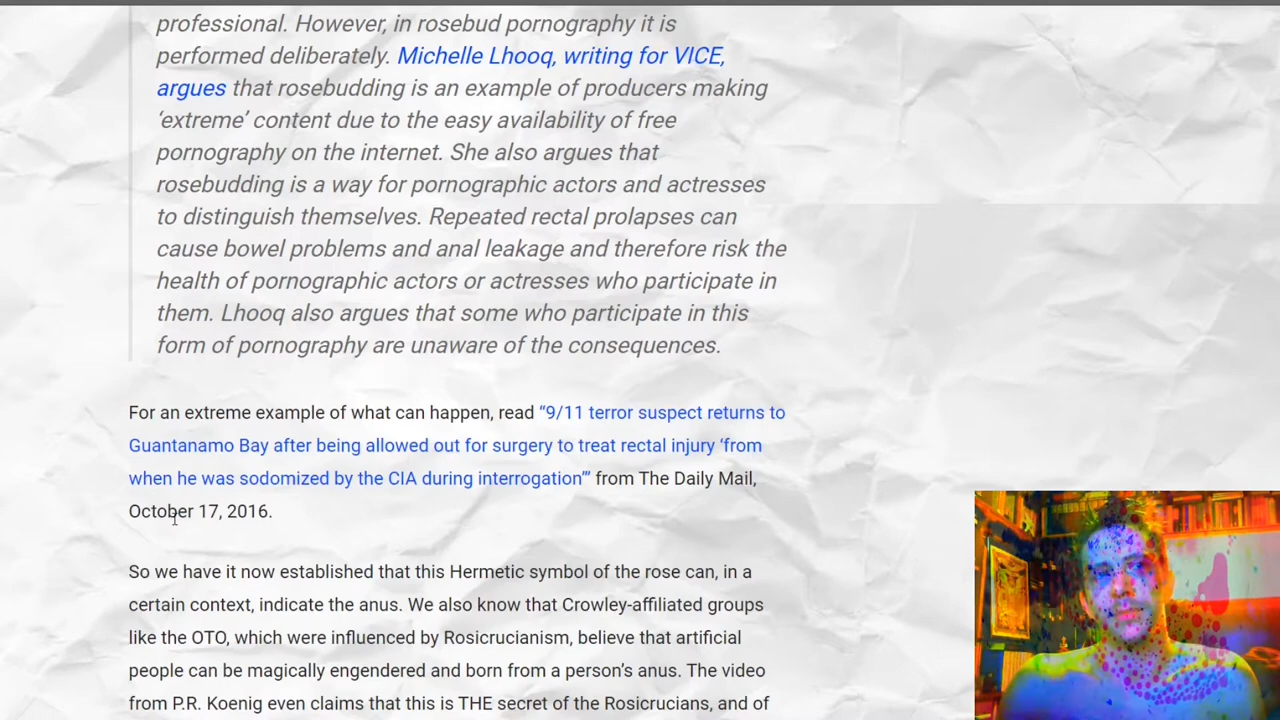 professional. However, in rosebud pornography it is
performed deliberately. Michelle Lhooq, writing for VICE,
argues that rosebudding is an example of producers making
‘extreme’ content due to the easy availability of free
pornography on the internet. She also argues that
rosebudding is a way for pornographic actors and actresses
to distinguish themselves. Repeated rectal prolapses can
cause bowel problems and anal leakage and therefore risk the
health of pornographic actors or actresses who participate in
them. Lhooq also argues that some who participate in this
form of pornography are unaware of the consequences.
For an extreme example of what can happen, read “9/11 terror suspect returns to
Guantanamo Bay after being allowed out for surgery to treat rectal injury ‘from
when he was sodomized by the CIA during interrogation’” from The Daily Mail,
October 17, 2016.
So we have it now established that this Hermetic symbol of the rose can, in a
certain context, indicate the anus. We also know that Crowley-affiliated groups
like the OTO, which were influenced by Rosicrucianism, believe that artificial
people can be magically engendered and born from a person’s anus. The video
from P.R. Koenig even claims that this is THE secret of the Rosicrucians, and of